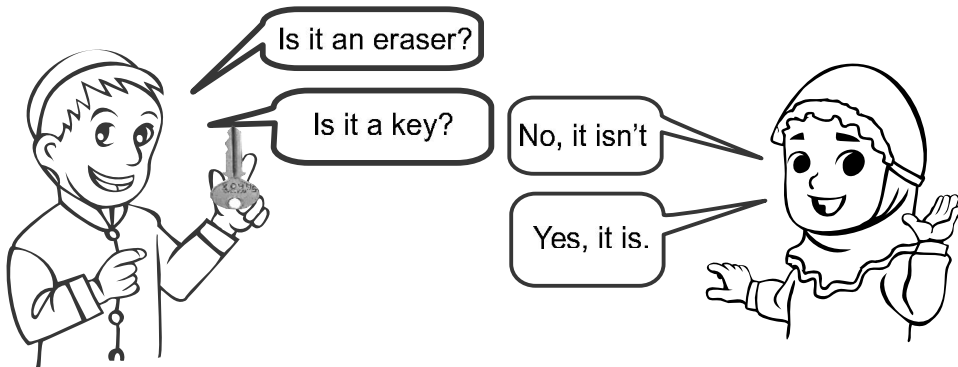 Is it an eraser?
No, it isn't
Is it a key?
Yes, it is.